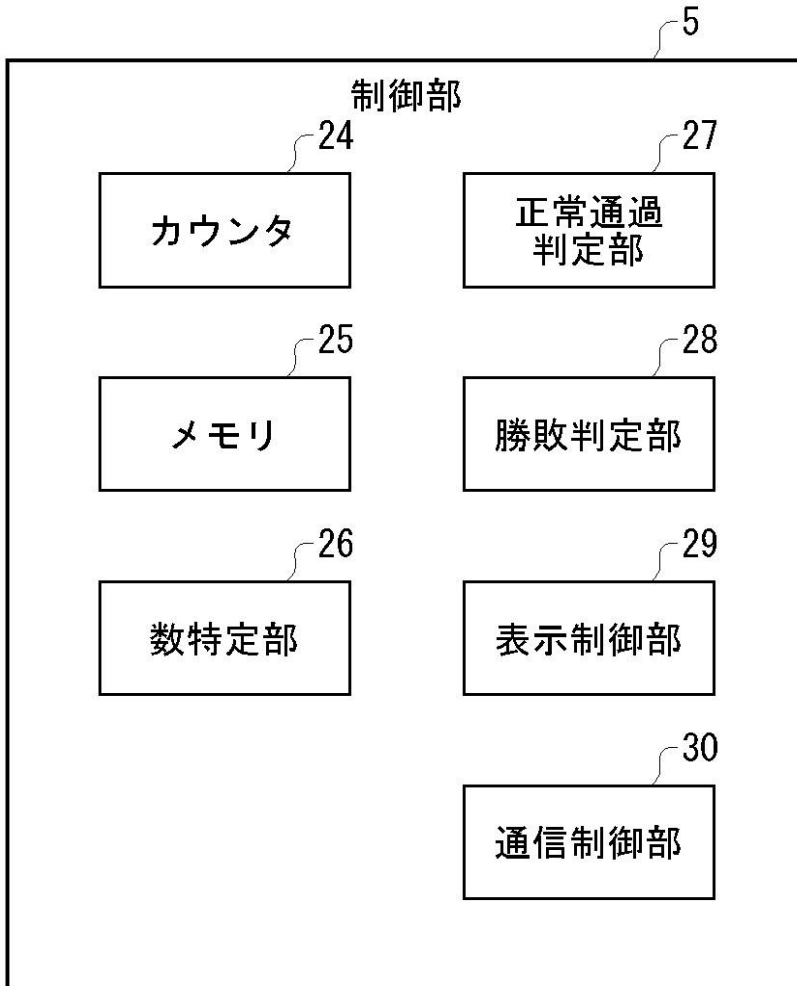 5
制御部
24
カウンタ
27
正常通過
判定部
25
メモリ
28
勝敗判定部
26
数特定部
29
表示制御部
30
通信制御部